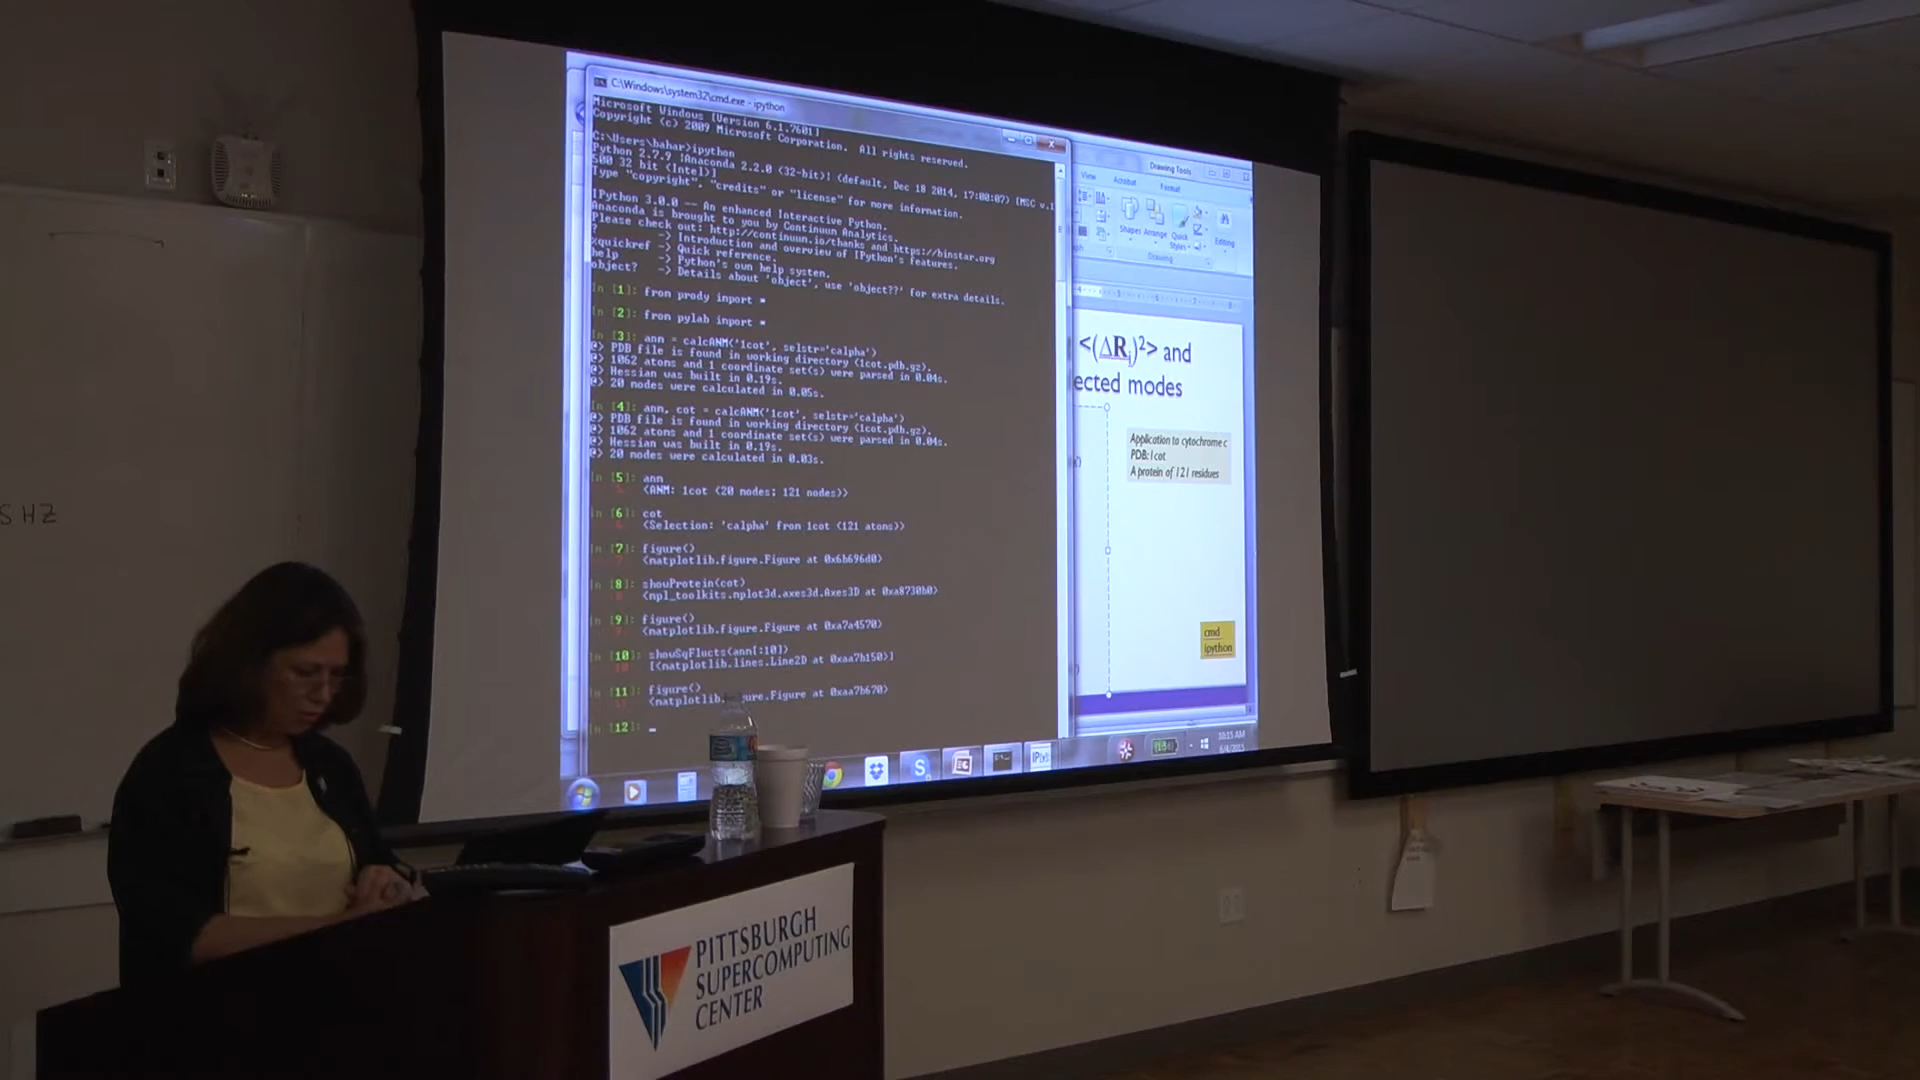 C:\Windows\system32\cmd.exe - ipython
Microsoft Windows [Version 6.1.7601]
Copyright (c) 2009 Microsoft Corporation.  All rights reserved.
C:\Users\bahar>ipython
Python 2.7.9 |Anaconda 2.2.0 (32-bit)| (default, Dec 18 2014, 17:00:07) [MSC v.1
500 32 bit (Intel)]
Type "copyright", "credits" or "license" for more information.
IPython 3.0.0 -- An enhanced Interactive Python.
Anaconda is brought to you by Continuum Analytics.
Please check out: http://continuum.io/thanks and https://binstar.org
?         -> Introduction and overview of IPython's features.
%quickref -> Quick reference.
help      -> Python's own help system.
object?   -> Details about 'object', use 'object??' for extra details.
In [1]: from prody import *
In [2]: from pylab import *
In [3]: anm = calcANM('1cot', selstr='calpha')
@> PDB file is found in working directory (1cot.pdb.gz).
@> 1062 atoms and 1 coordinate set(s) were parsed in 0.04s.
@> Hessian was built in 0.19s.
@> 20 modes were calculated in 0.05s.
In [4]: anm, cot = calcANM('1cot', selstr='calpha')
@> PDB file is found in working directory (1cot.pdb.gz).
@> 1062 atoms and 1 coordinate set(s) were parsed in 0.04s.
@> Hessian was built in 0.19s.
@> 20 modes were calculated in 0.03s.
In [5]: anm
<ANM: 1cot (20 modes; 121 nodes)>
In [6]: cot
<Selection: 'calpha' from 1cot (121 atoms)>
In [7]: figure()
<matplotlib.figure.Figure at 0x6b696d0>
In [8]: showProtein(cot)
<mpl_toolkits.mplot3d.axes3d.Axes3D at 0xa8730b0>
In [9]: figure()
<matplotlib.figure.Figure at 0xa7a4570>
In [10]: showSqFlucts(anm[:10])
[<matplotlib.lines.Line2D at 0xaa7b150>]
In [11]: figure()
<matplotlib. ure.Figure at 0xaa7b670>
In [12]: _
Drawing Tools
View Acrobat Format
Shapes Arrange Quick Styles Editing
Drawing
<(ΔRi)2> and
ected modes
Application to cytochrome c
PDB: 1cot
A protein of 121 residues
cmd
ipython
10:15 AM
6/4/2015
SHZ
PITTSBURGH
SUPERCOMPUTING
CENTER